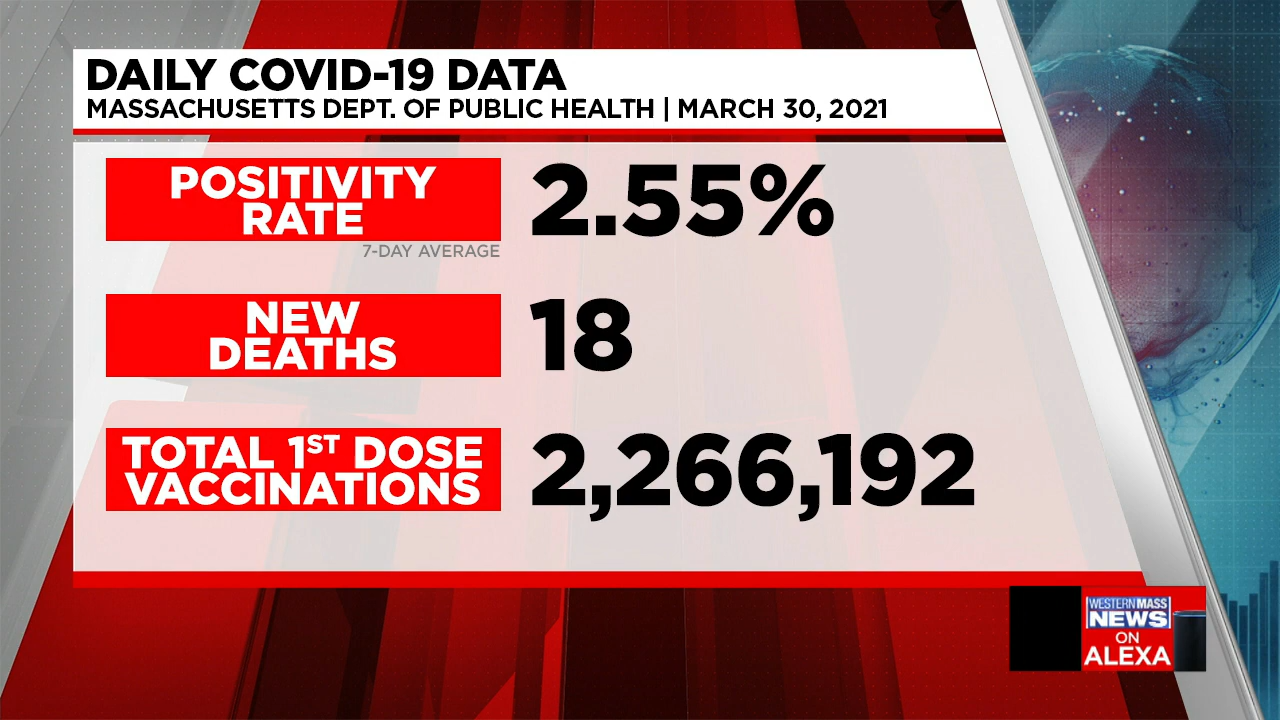 DAILY COVID-19 DATA
MASSACHUSETTS DEPT. OF PUBLIC HEALTH | MARCH 30, 2021
POSITIVITY
RATE
2.55%
7-DAY AVERAGE
NEW
DEATHS
18
TOTAL 1ST DOSE
VACCINATIONS
2,266,192
WESTERN MASS
NEWS
ON
ALEXA